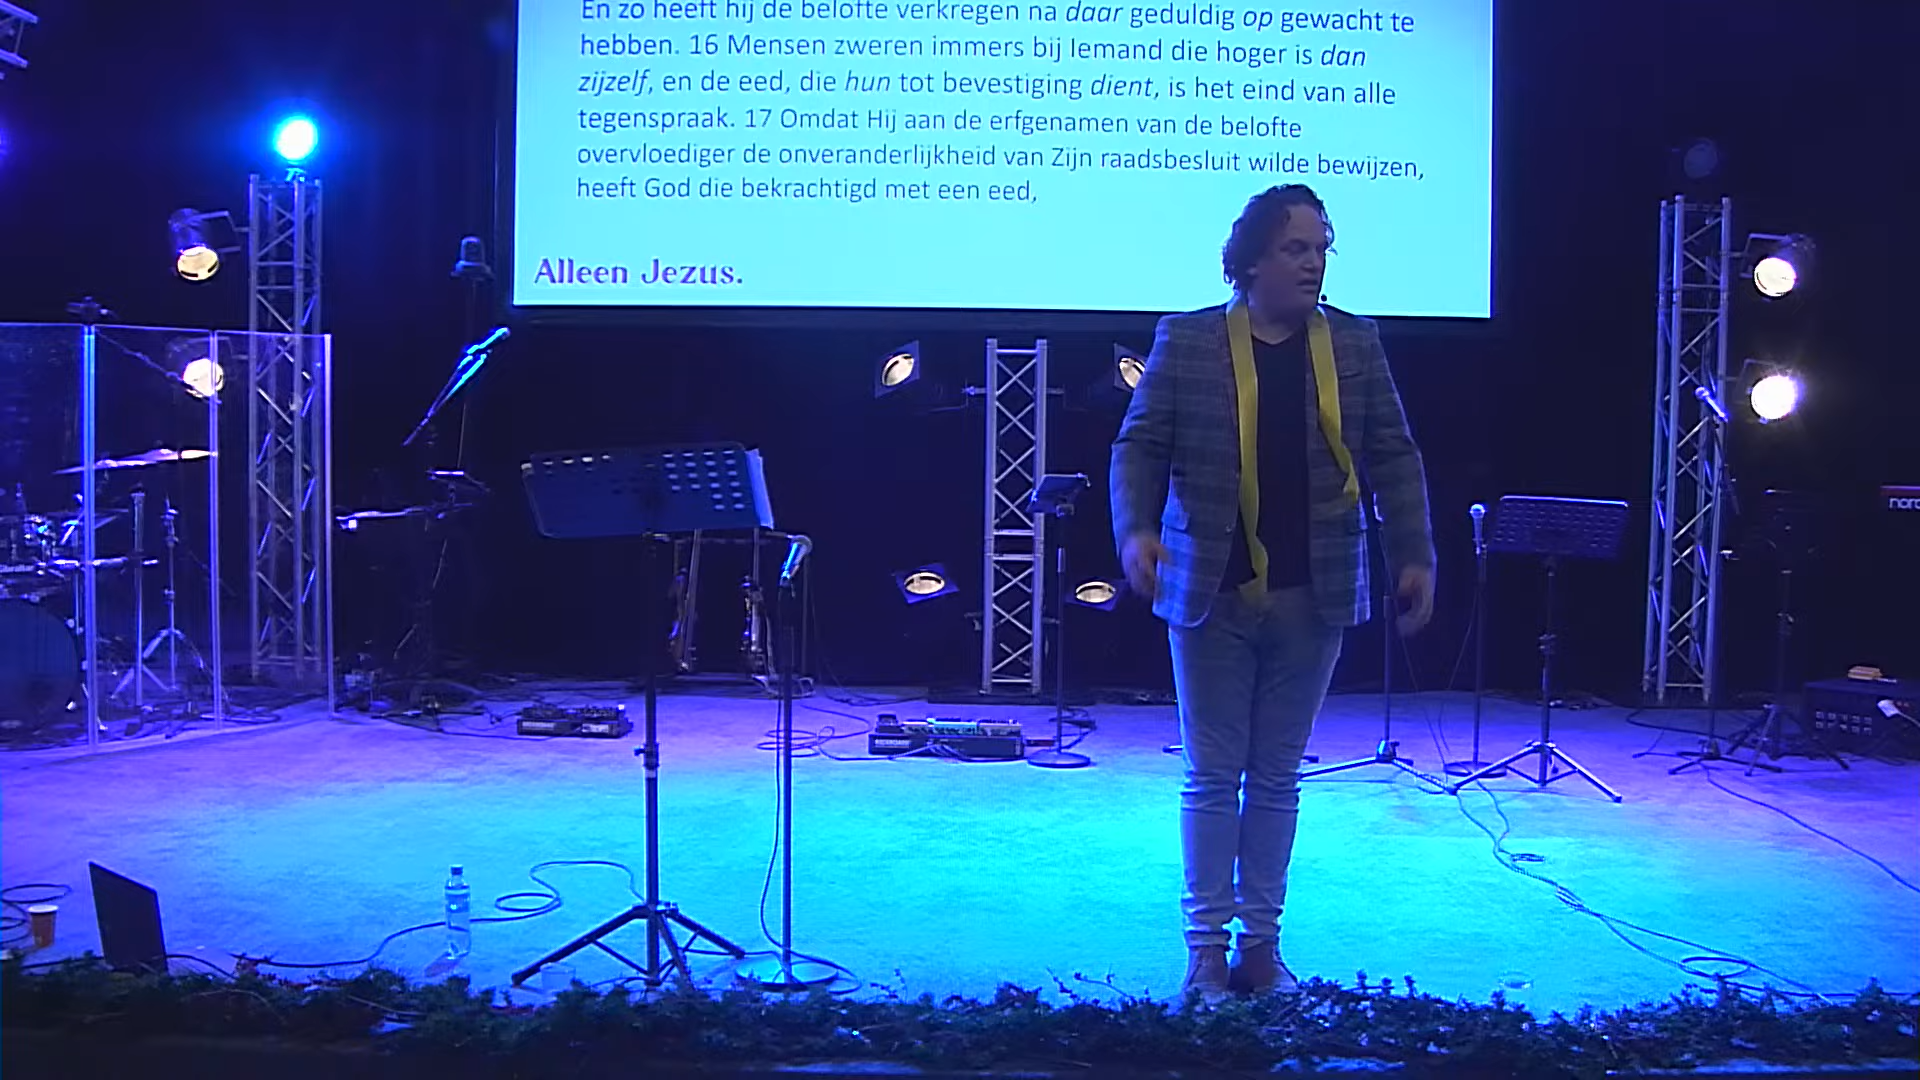 En zo heeft hij de belofte verkregen na daar geduldig op gewacht te
hebben. 16 Mensen zweren immers bij Iemand die hoger is dan
zijzelf, en de eed, die hun tot bevestiging dient, is het eind van alle
tegenspraak. 17 Omdat Hij aan de erfgenamen van de belofte
overvloediger de onveranderlijkheid van Zijn raadsbesluit wilde bewijzen,
heeft God die bekrachtigd met een eed,
Alleen Jezus.